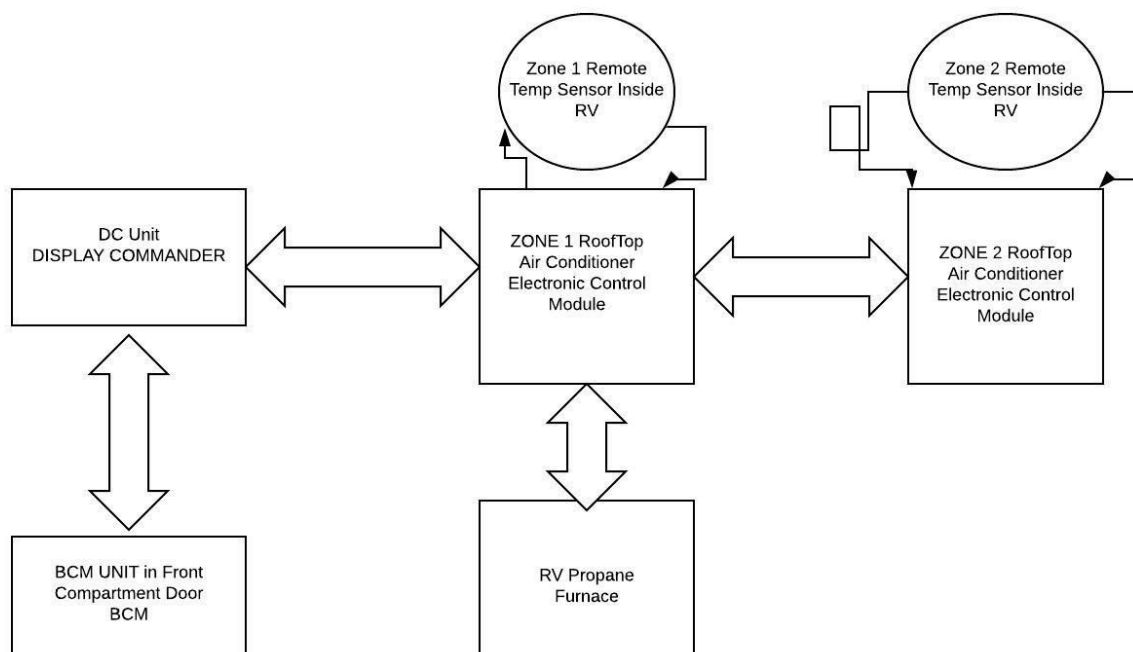 Zone 1 Remote
Temp Sensor Inside
RV
Zone 2 Remote
Temp Sensor Inside
RV
DC Unit
DISPLAY COMMANDER
ZONE 1 RoofTop
Air Conditioner
Electronic Control
Module
ZONE 2 RoofTop
Air Conditioner
Electronic Control
Module
BCM UNIT in Front
Compartment Door
BCM
RV Propane
Furnace